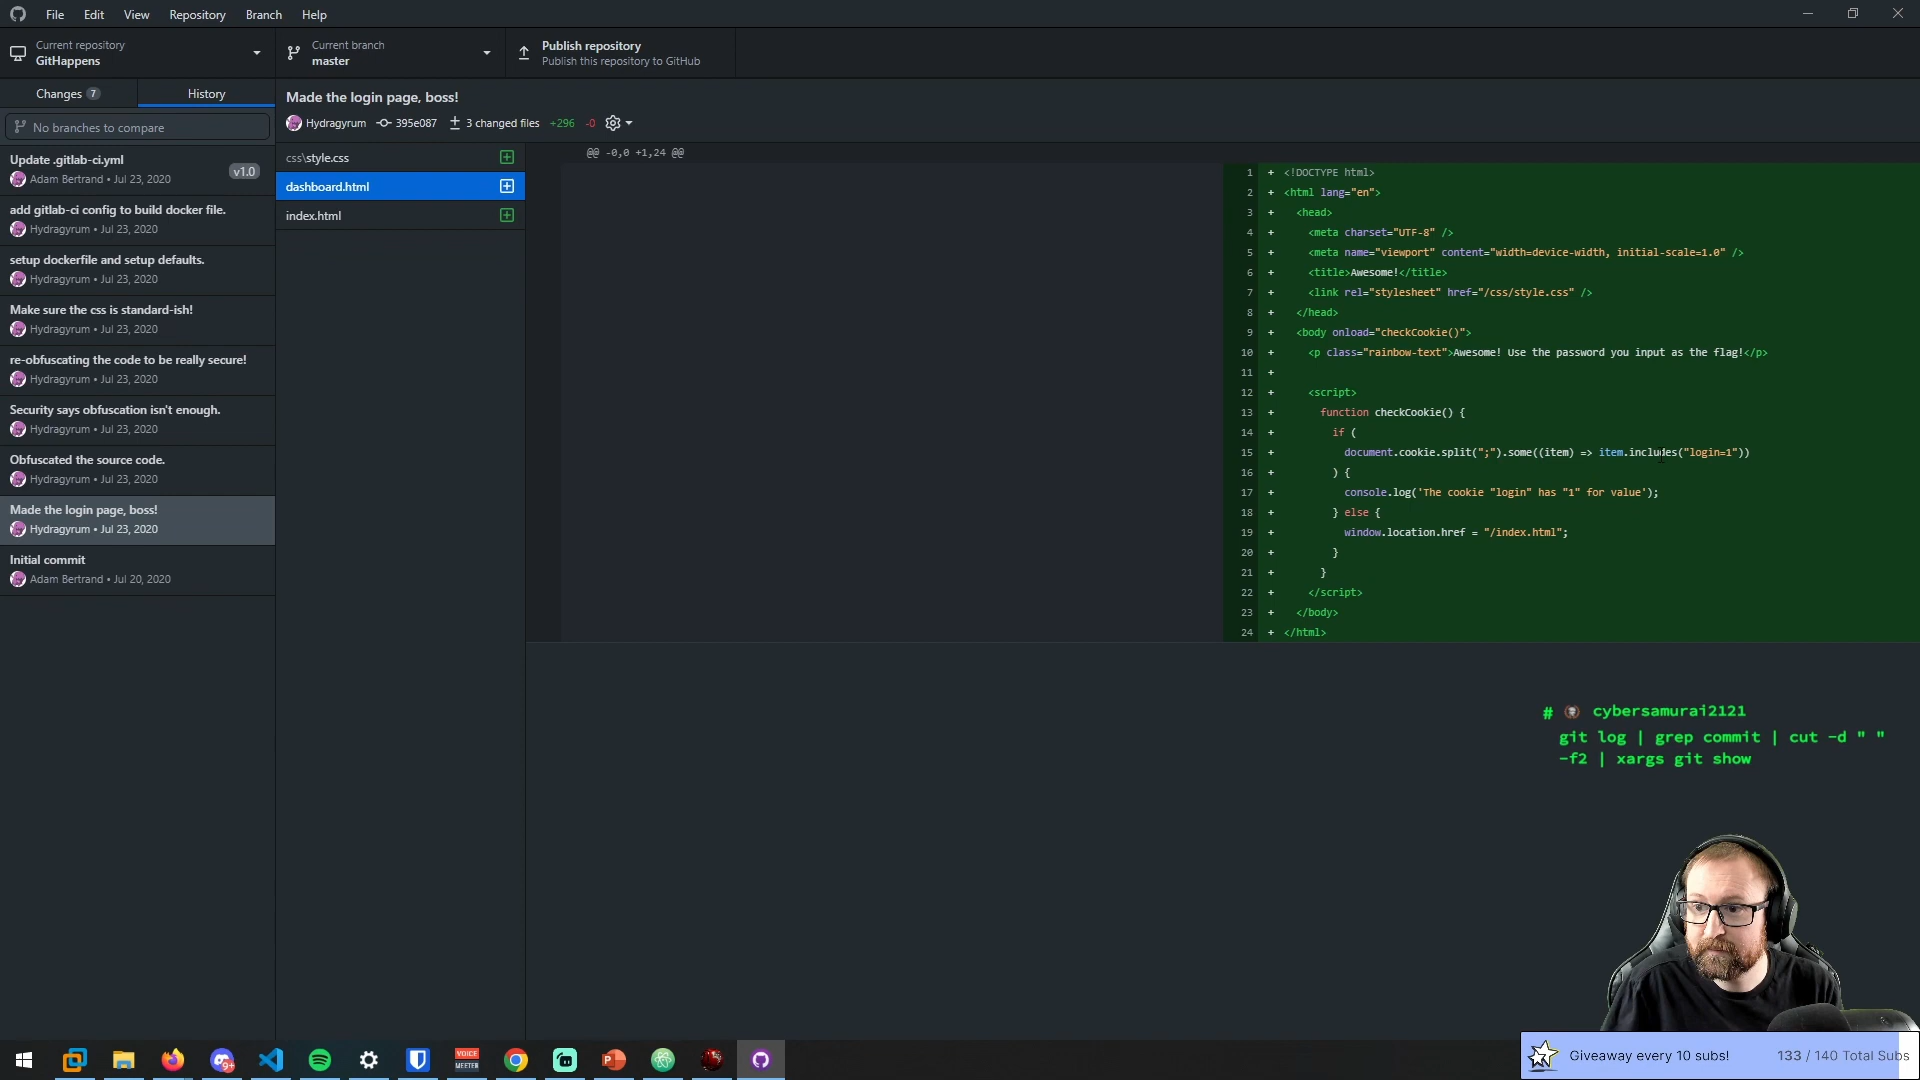 File Edit View Repository Branch Help
Current repository
GitHappens
Current branch
master
Publish repository
Publish this repository to GitHub
Changes 7
History
No branches to compare
Update .gitlab-ci.yml
Adam Bertrand • Jul 23, 2020
v1.0
add gitlab-ci config to build docker file.
Hydragyrum • Jul 23, 2020
setup dockerfile and setup defaults.
Hydragyrum • Jul 23, 2020
Make sure the css is standard-ish!
Hydragyrum • Jul 23, 2020
re-obfuscating the code to be really secure!
Hydragyrum • Jul 23, 2020
Security says obfuscation isn't enough.
Hydragyrum • Jul 23, 2020
Obfuscated the source code.
Hydragyrum • Jul 23, 2020
Made the login page, boss!
Hydragyrum • Jul 23, 2020
Initial commit
Adam Bertrand • Jul 20, 2020
Made the login page, boss!
Hydragyrum 395e087 3 changed files +296 -0
css\style.css
dashboard.html
index.html
@@ -0,0 +1,24 @@
1 + <!DOCTYPE html>
2 + <html lang="en">
3 + <head>
4 + <meta charset="UTF-8" />
5 + <meta name="viewport" content="width=device-width, initial-scale=1.0" />
6 + <title>Awesome!</title>
7 + <link rel="stylesheet" href="/css/style.css" />
8 + </head>
9 + <body onload="checkCookie()">
10 + <p class="rainbow-text">Awesome! Use the password you input as the flag!</p>
11 +
12 + <script>
13 + function checkCookie() {
14 + if (
15 + document.cookie.split(";").some((item) => item.includes("login=1"))
16 + ) {
17 + console.log('The cookie "login" has "1" for value');
18 + } else {
19 + window.location.href = "/index.html";
20 + }
21 + }
22 + </script>
23 + </body>
24 + </html>
# cybersamurai2121
git log | grep commit | cut -d " "
-f2 | xargs git show
9+
VOICE
MEETER
P
Giveaway every 10 subs! 133 / 140 Total Subs